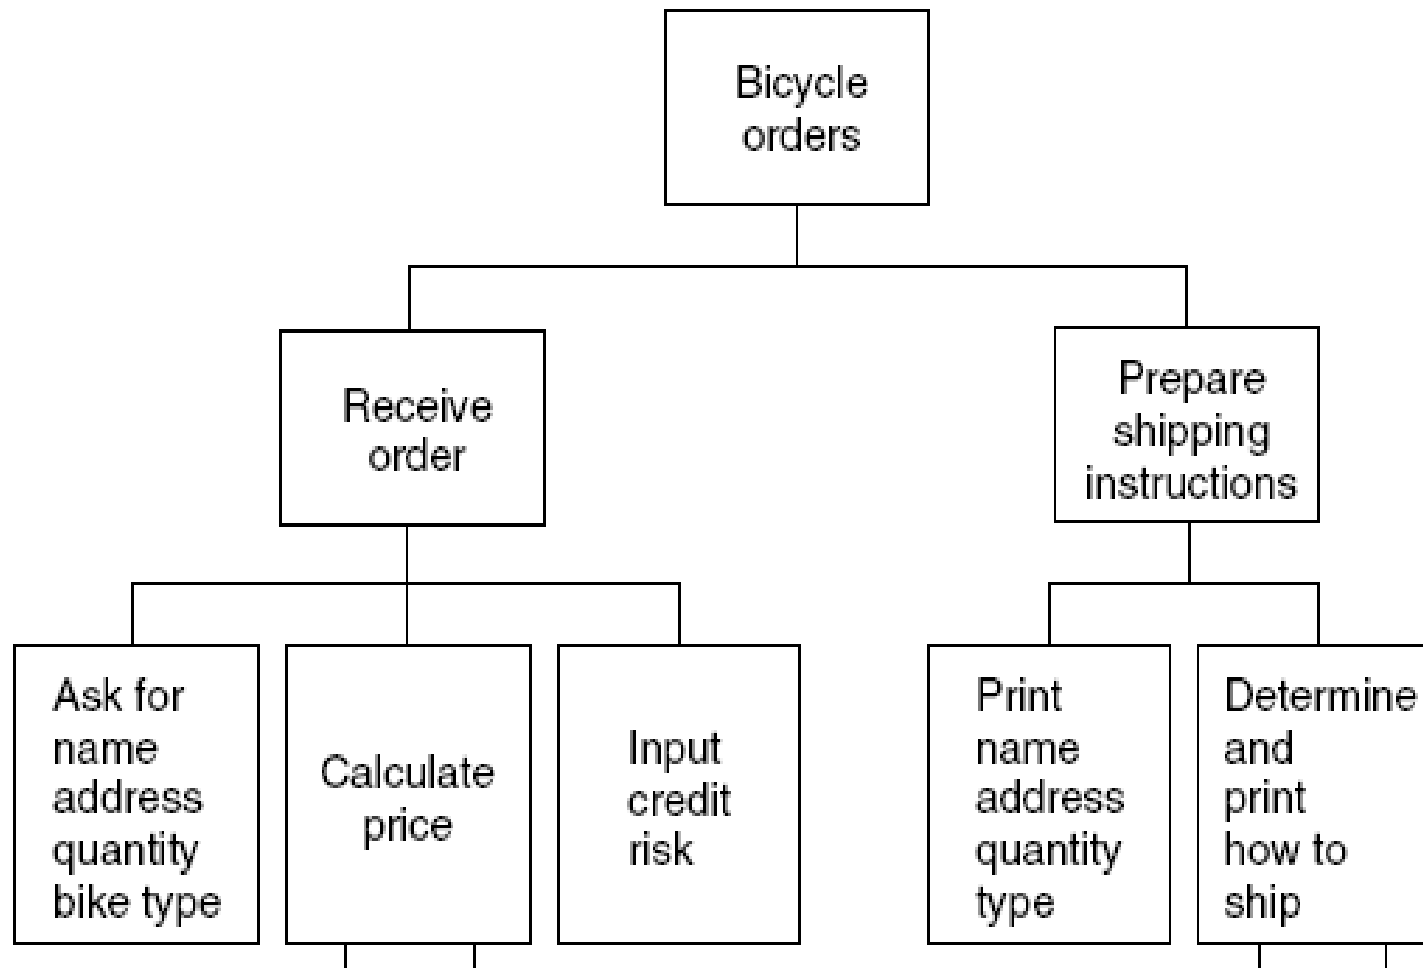 Bicycle
orders
Receive
order
Prepare
shipping
instructions
Ask for
name
address
quantity
bike type
Calculate
price
Input
credit
risk
Print
name
address
quantity
type
Determine
and
print
how to
ship